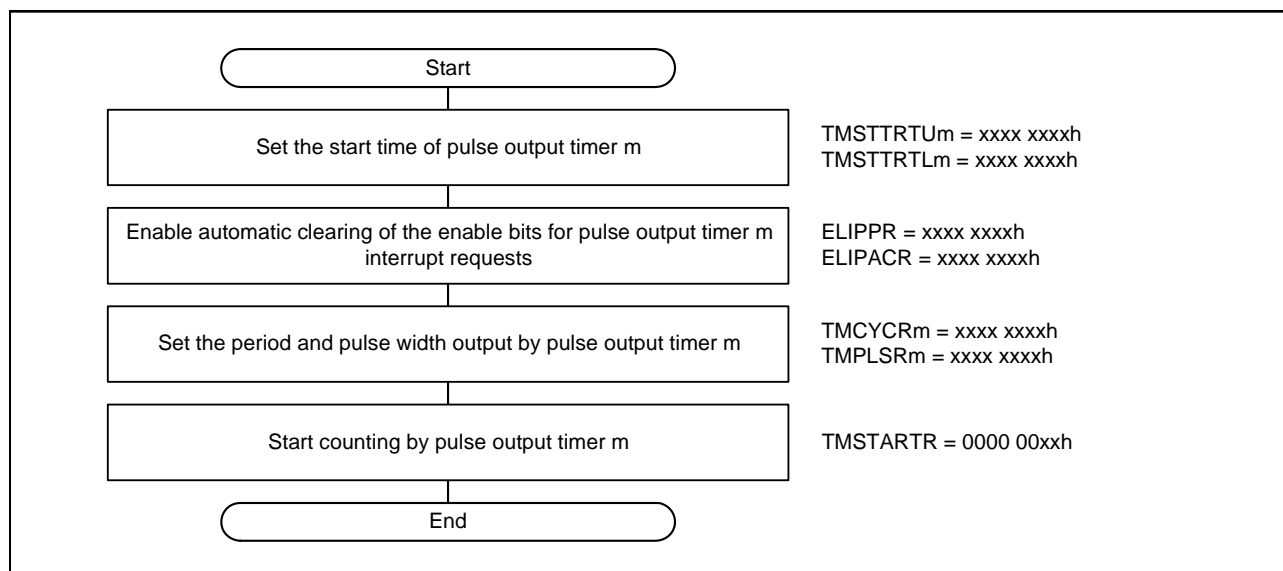 Start
Set the start time of pulse output timer m
TMSTTRTUm = xxxx xxxxh
TMSTTRTLm = xxxx xxxxh
Enable automatic clearing of the enable bits for pulse output timer m
interrupt requests
ELIPPR = xxxx xxxxh
ELIPACR = xxxx xxxxh
Set the period and pulse width output by pulse output timer m
TMCYCRm = xxxx xxxxh
TMPLSRm = xxxx xxxxh
Start counting by pulse output timer m
TMSTARTR = 0000 00xxh
End